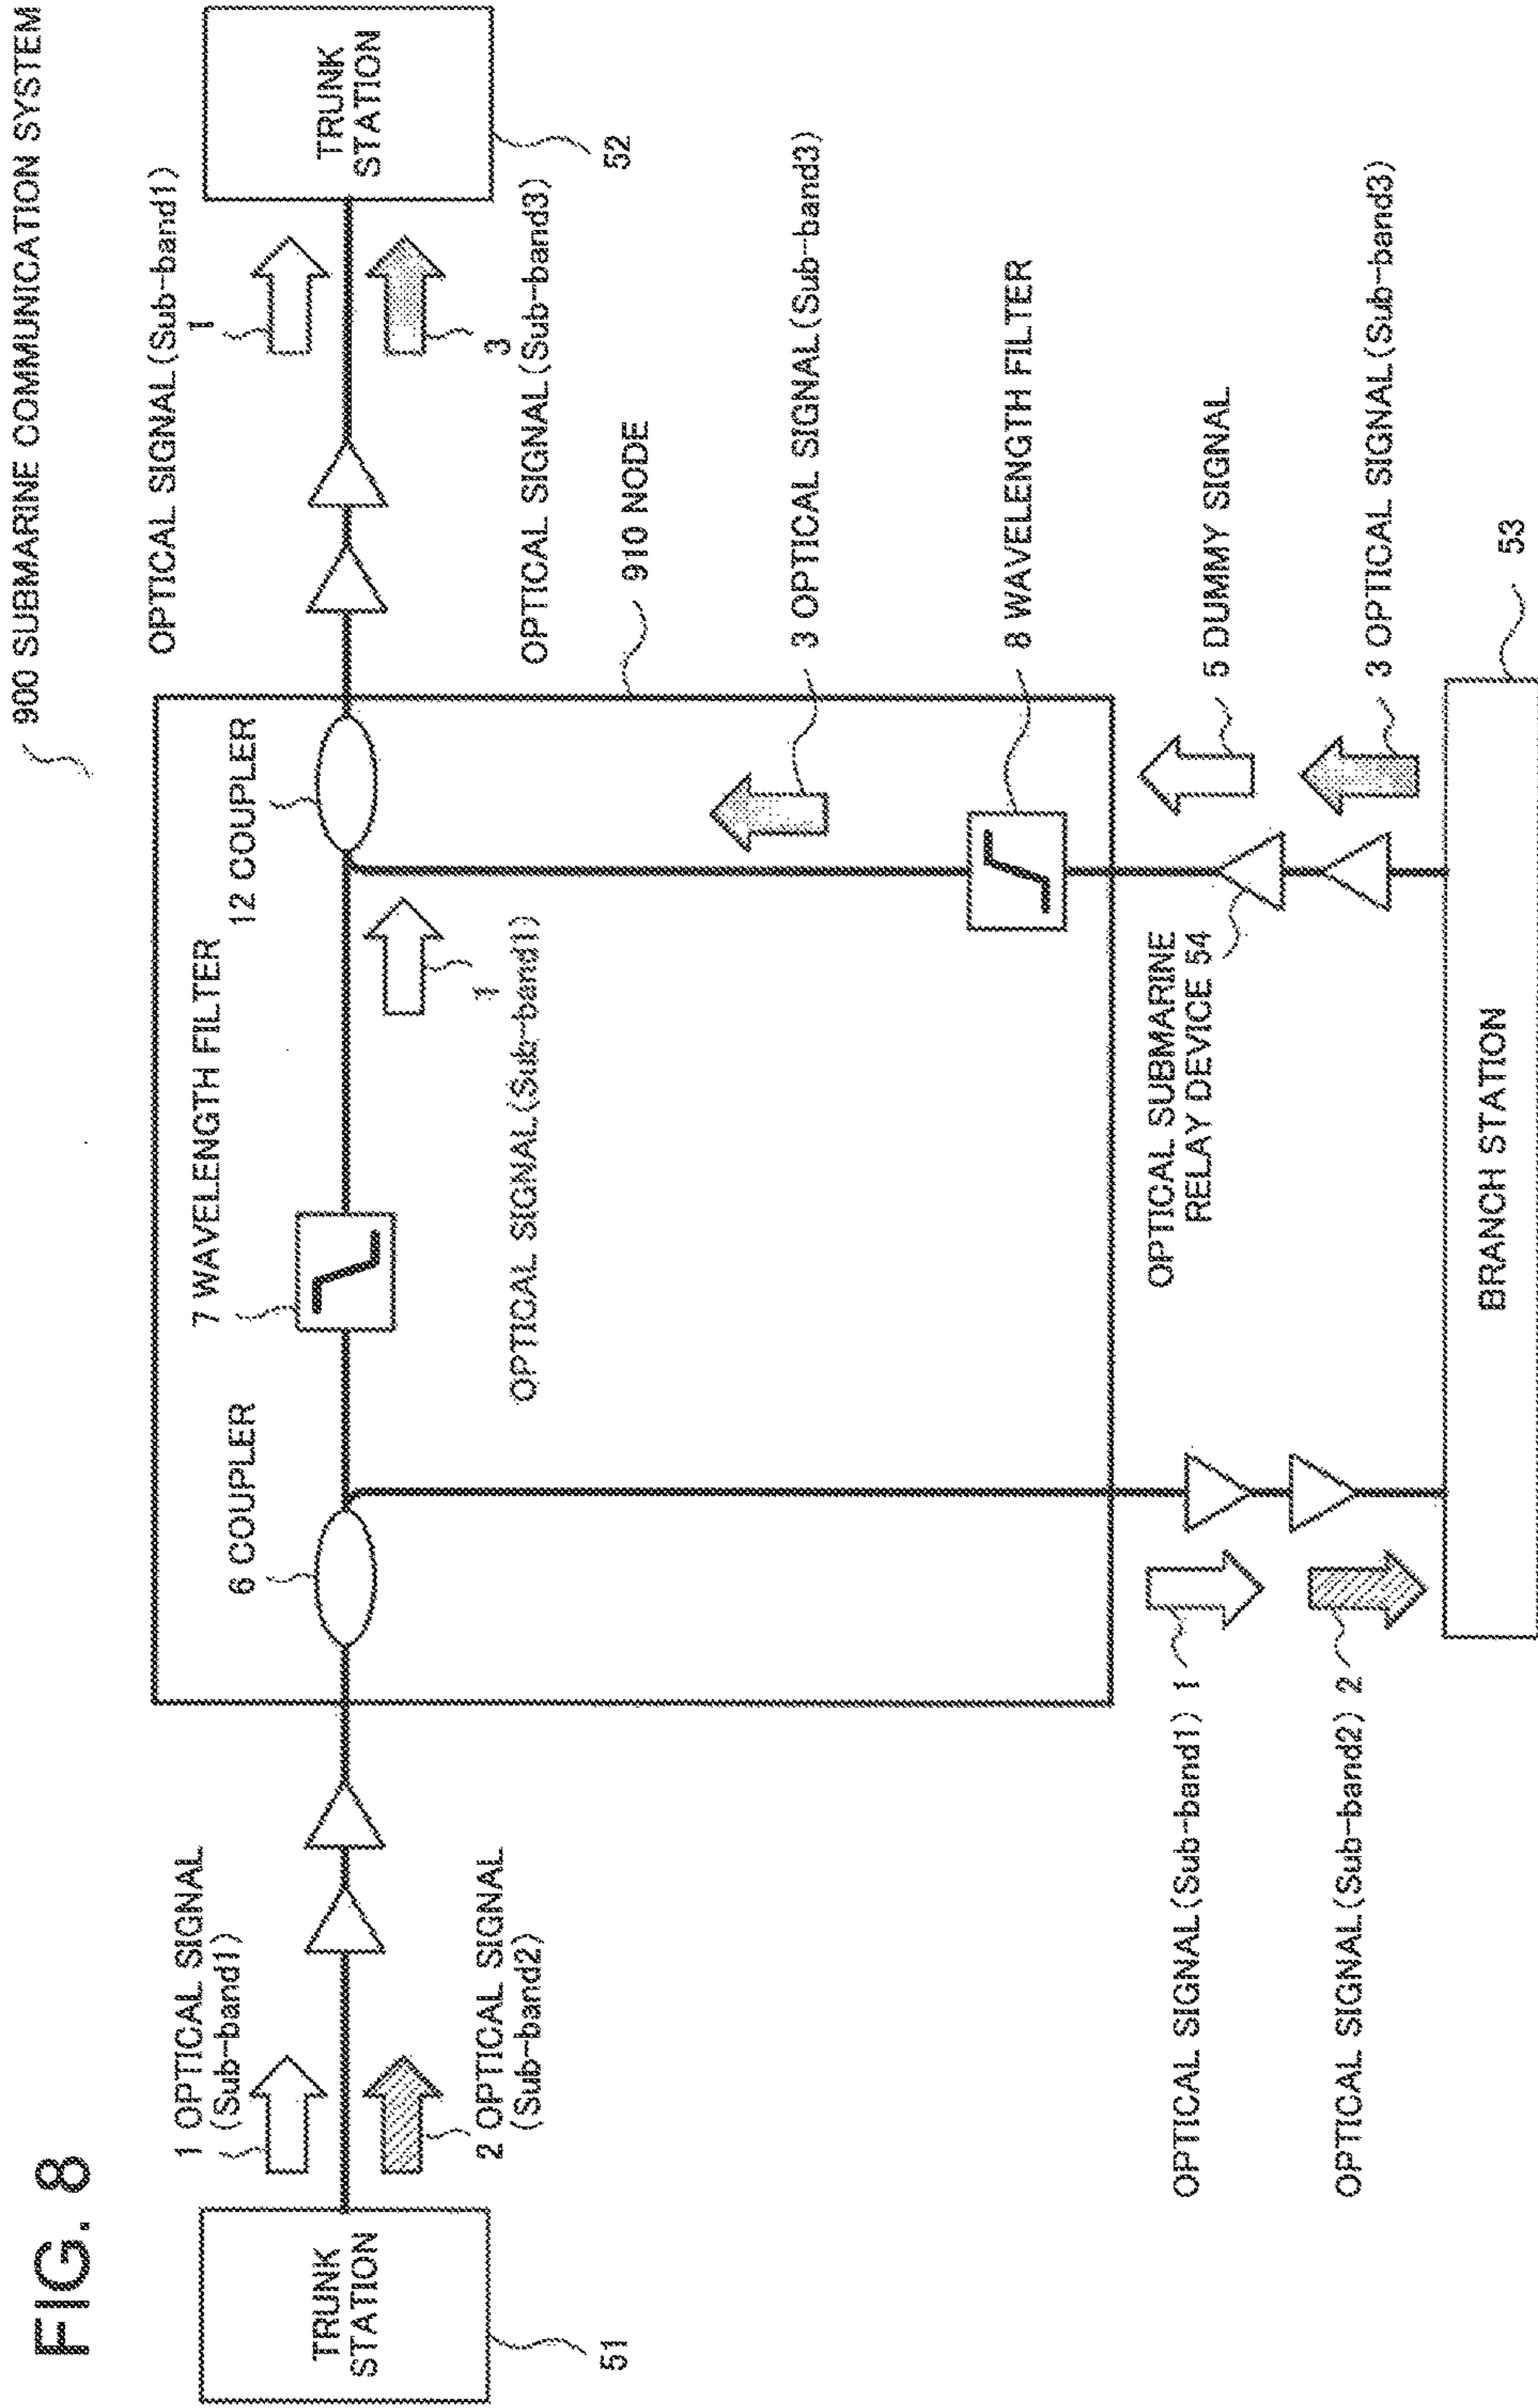 FIG. 8
900 SUBMARINE COMMUNICATION SYSTEM
1 OPTICAL SIGNAL
(Sub-band1)
OPTICAL SIGNAL(Sub-band1)
1
TRUNK
STATION
51
2 OPTICAL SIGNAL
(Sub-band2)
6 COUPLER
7 WAVELENGTH FILTER
12 COUPLER
1
OPTICAL SIGNAL(Sub-band1)
TRUNK
STATION
52
3
OPTICAL SIGNAL(Sub-band3)
910 NODE
3 OPTICAL SIGNAL(Sub-band3)
8 WAVELENGTH FILTER
OPTICAL SIGNAL(Sub-band1) 1
OPTICAL SIGNAL(Sub-band2) 2
OPTICAL SUBMARINE
RELAY DEVICE 54
5 DUMMY SIGNAL
3 OPTICAL SIGNAL(Sub-band3)
BRANCH STATION
53